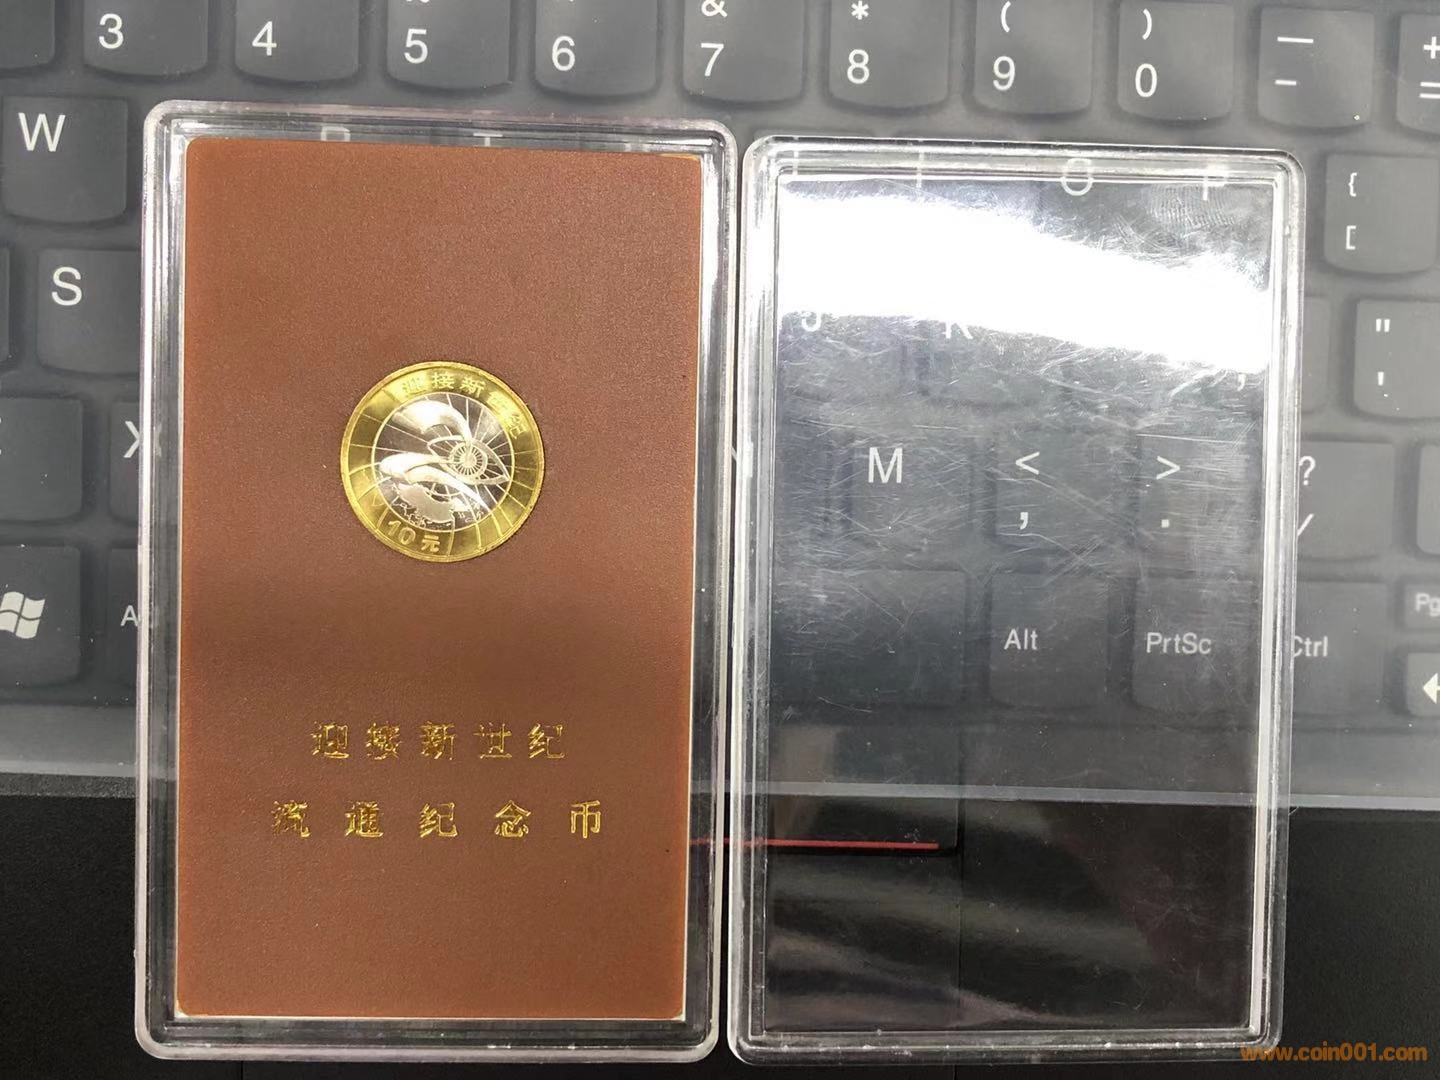 3 4 5 6 & 7 * 8 ( 9 ) 0 — - + =
W I O P { [
S J K " '
X M < , > . ? /
Alt PrtSc Ctrl Pg
迎接新世纪
10元
迎接新世纪
流通纪念币
www.coin001.com